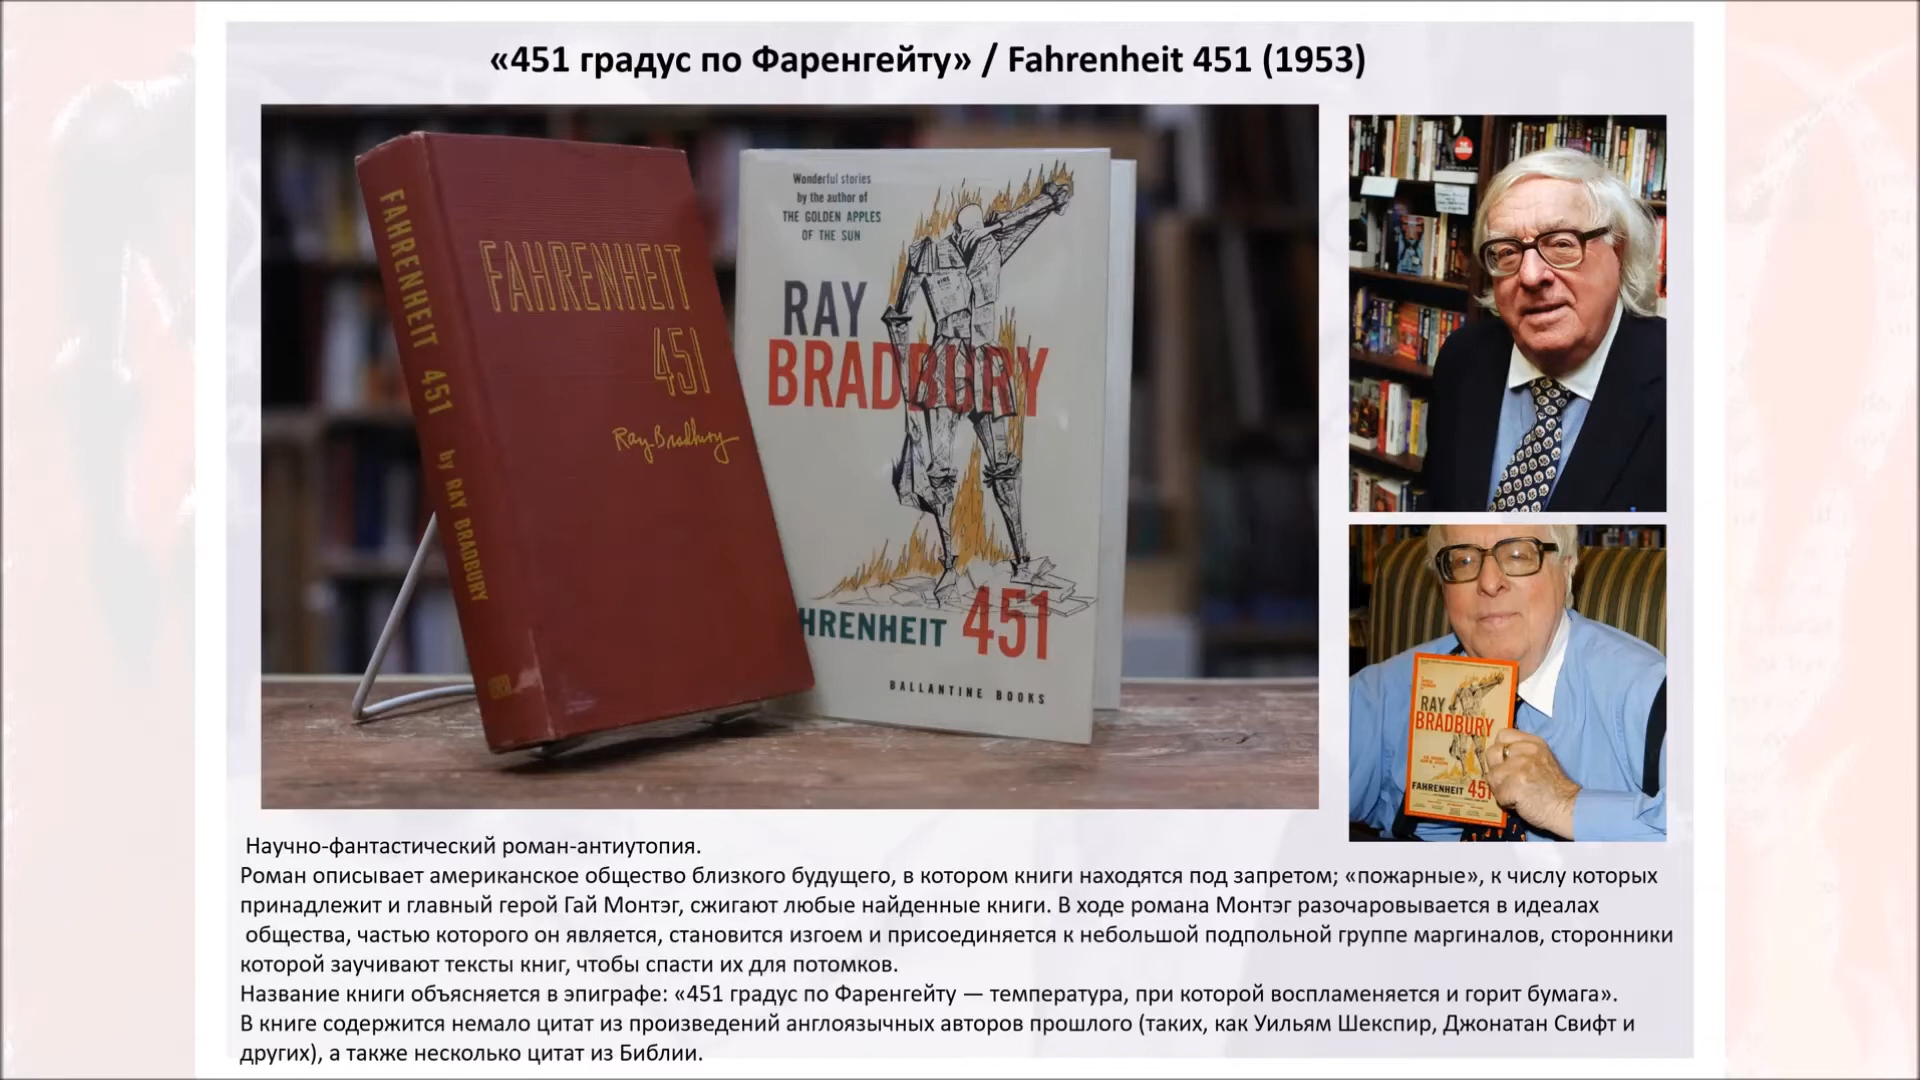 «451 градус по Фаренгейту» / Fahrenheit 451 (1953)
FAHRENHEIT 451 by RAY BRADBURY
FAHRENHEIT
451
Ray Bradbury
Wonderful stories
by the author of
THE GOLDEN APPLES
OF THE SUN
RAY
BRADBURY
HRENHEIT 451
BALLANTINE BOOKS
RAY
BRADBURY
FAHRENHEIT 451
Научно-фантастический роман-антиутопия.
Роман описывает американское общество близкого будущего, в котором книги находятся под запретом; «пожарные», к числу которых
принадлежит и главный герой Гай Монтэг, сжигают любые найденные книги. В ходе романа Монтэг разочаровывается в идеалах
общества, частью которого он является, становится изгоем и присоединяется к небольшой подпольной группе маргиналов, сторонники
которой заучивают тексты книг, чтобы спасти их для потомков.
Название книги объясняется в эпиграфе: «451 градус по Фаренгейту — температура, при которой воспламеняется и горит бумага».
В книге содержится немало цитат из произведений англоязычных авторов прошлого (таких, как Уильям Шекспир, Джонатан Свифт и
других), а также несколько цитат из Библии.